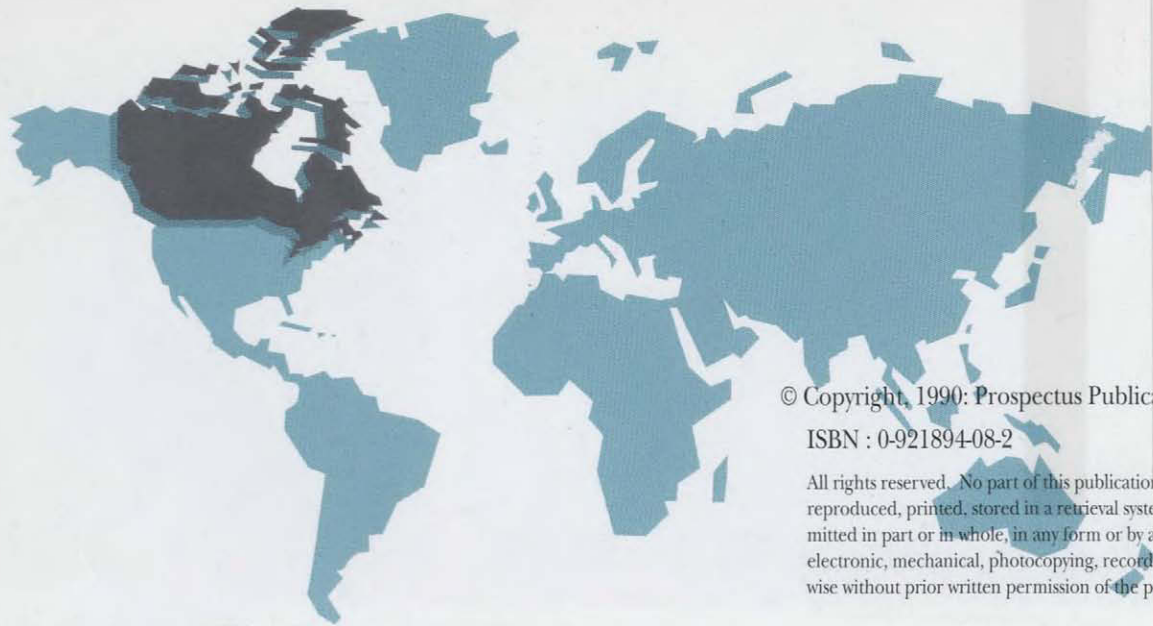 © Copyright, 1990: Prospectus Publica
ISBN : 0-921894-08-2
All rights reserved. No part of this publication
reproduced, printed, stored in a retrieval syste
mitted in part or in whole, in any form or by a
electronic, mechanical, photocopying, record
wise without prior written permission of the p